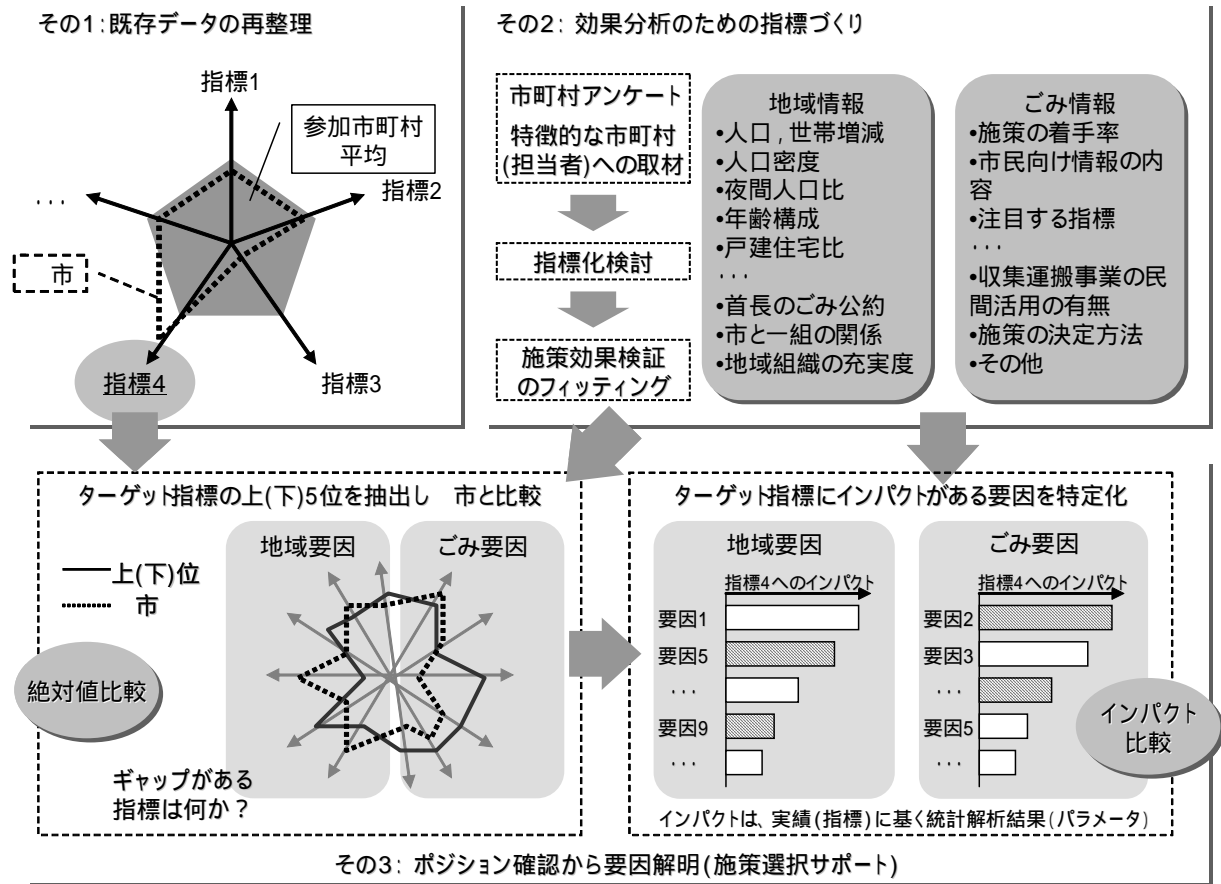 その1:既存データの再整理
指標1
参加市町村
平均
指標2
・・・
市
指標4
指標3
その2: 効果分析のための指標づくり
市町村アンケート
特徴的な市町村
(担当者)への取材
指標化検討
施策効果検証
のフィッティング
地域情報
•人口,世帯増減
•人口密度
•夜間人口比
•年齢構成
•戸建住宅比
・・・
•首長のごみ公約
•市と一組の関係
•地域組織の充実度
ごみ情報
•施策の着手率
•市民向け情報の内
容
•注目する指標
・・・
•収集運搬事業の民
間活用の有無
•施策の決定方法
•その他
ターゲット指標の上(下)5位を抽出し 市と比較
地域要因
ごみ要因
上(下)位
市
絶対値比較
ギャップがある
指標は何か？
ターゲット指標にインパクトがある要因を特定化
地域要因
指標4へのインパクト
要因1
要因5
・・・
要因9
・・・
ごみ要因
指標4へのインパクト
要因2
要因3
・・・
要因5
・・・
インパクト
比較
インパクトは、実績(指標)に基く統計解析結果(パラメータ)
その3: ポジション確認から要因解明(施策選択サポート)